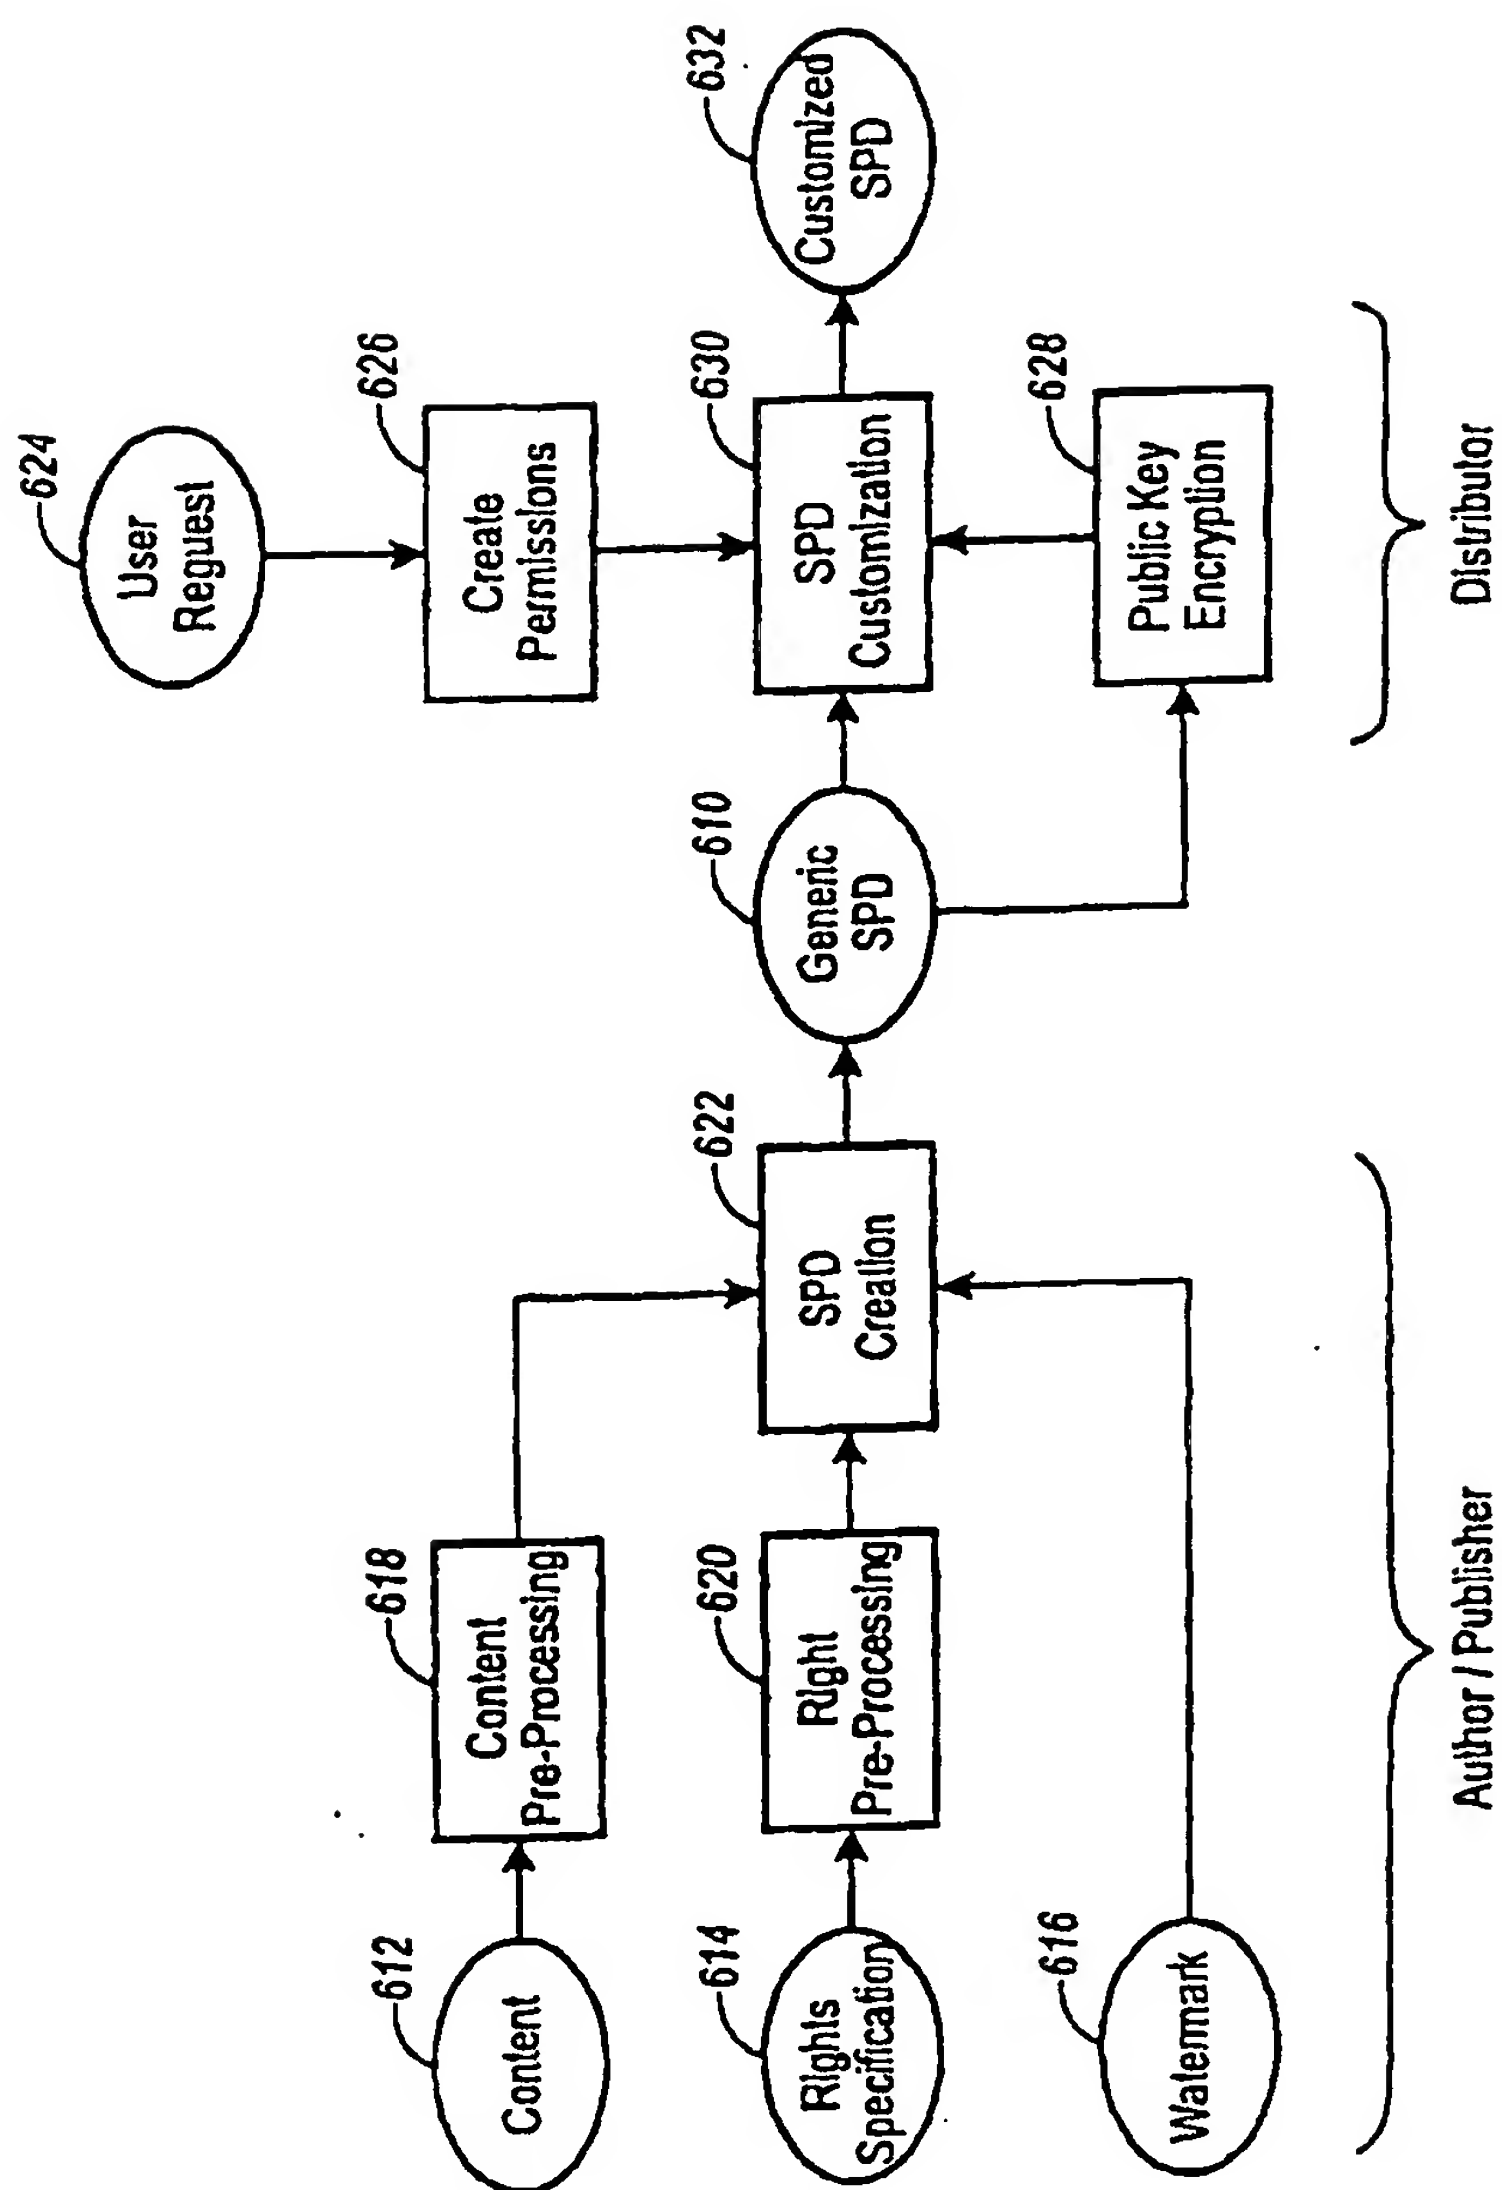 612
Content
618
Content
Pre-Processing
614
Rights
Specification
620
Right
Pre-Processing
616
Watermark
622
SPD
Creation
610
Generic
SPD
624
User
Reguest
626
Create
Permissions
630
SPD
Customization
628
Public Key
Encryption
632
Customized
SPD
Author / Publisher
Distributor